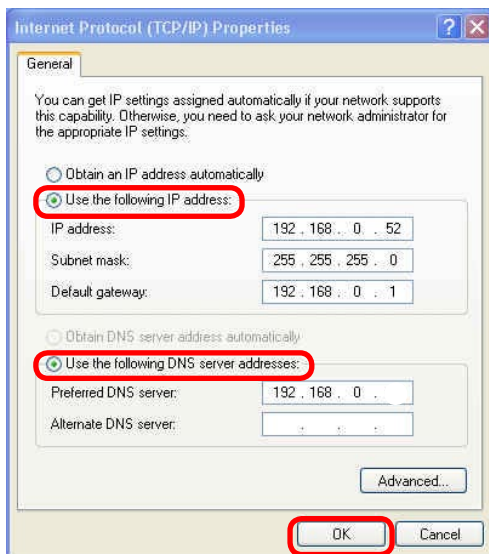 Internet Protocol (TCP/IP) Properties
General
You can get IP settings assigned automatically if your network supports
this capability. Otherwise, you need to ask your network administrator for
the appropriate IP settings.
Obtain an IP address automatically
Use the following IP address:
IP address: 192 . 168 . 0 . 52
Subnet mask: 255 . 255 . 255 . 0
Default gateway: 192 . 168 . 0 . 1
Obtain DNS server address automatically
Use the following DNS server addresses:
Preferred DNS server: 192 . 168 . 0 .
Alternate DNS server: . . .
Advanced...
OK Cancel